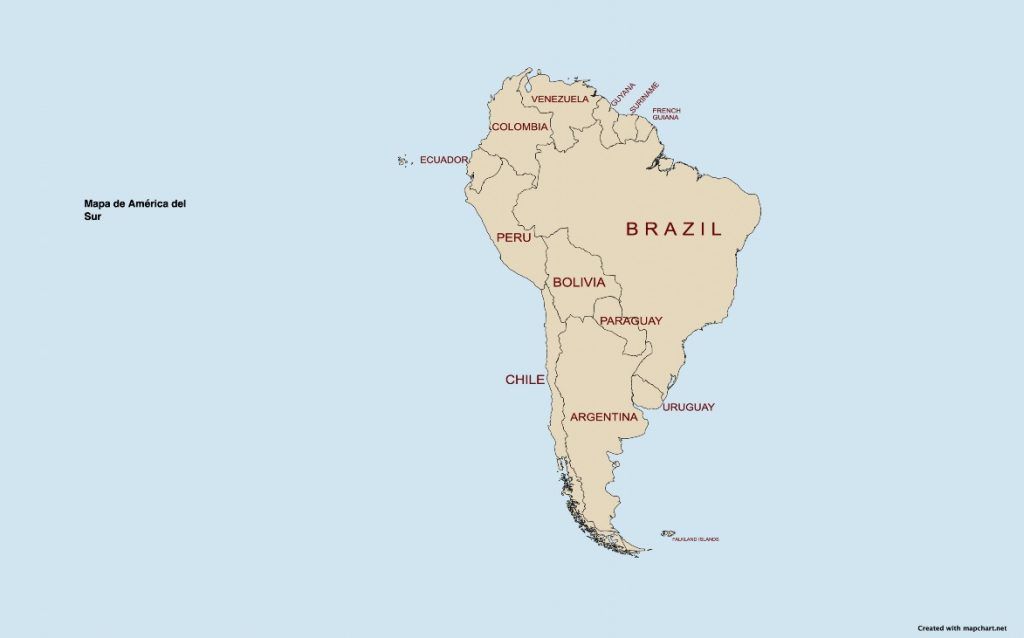 VENEZUELA
GUYANA
SURINAME
FRENCH
GUIANA
COLOMBIA
ECUADOR
Mapa de América del
Sur
BRAZIL
PERU
BOLIVIA
PARAGUAY
CHILE
URUGUAY
ARGENTINA
FALKLAND ISLANDS
Created with mapchart.net